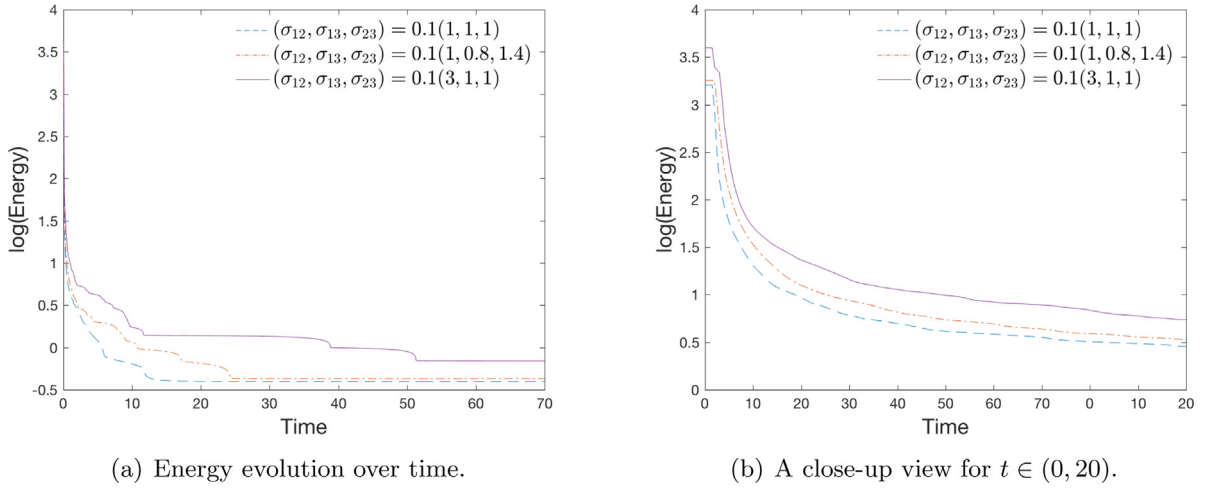 (σ12, σ13, σ23) = 0.1(1, 1, 1)
(σ12, σ13, σ23) = 0.1(1, 0.8, 1.4)
(σ12, σ13, σ23) = 0.1(3, 1, 1)
4
3.5
3
2.5
2
1.5
1
0.5
0
-0.5
log(Energy)
0 10 20 30 40 50 60 70
Time
(a) Energy evolution over time.
(σ12, σ13, σ23) = 0.1(1, 1, 1)
(σ12, σ13, σ23) = 0.1(1, 0.8, 1.4)
(σ12, σ13, σ23) = 0.1(3, 1, 1)
4
3.5
3
2.5
2
1.5
1
0.5
0
log(Energy)
0 10 20 30 40 50 60 70 0 10 20
Time
(b) A close-up view for t ∈ (0, 20).